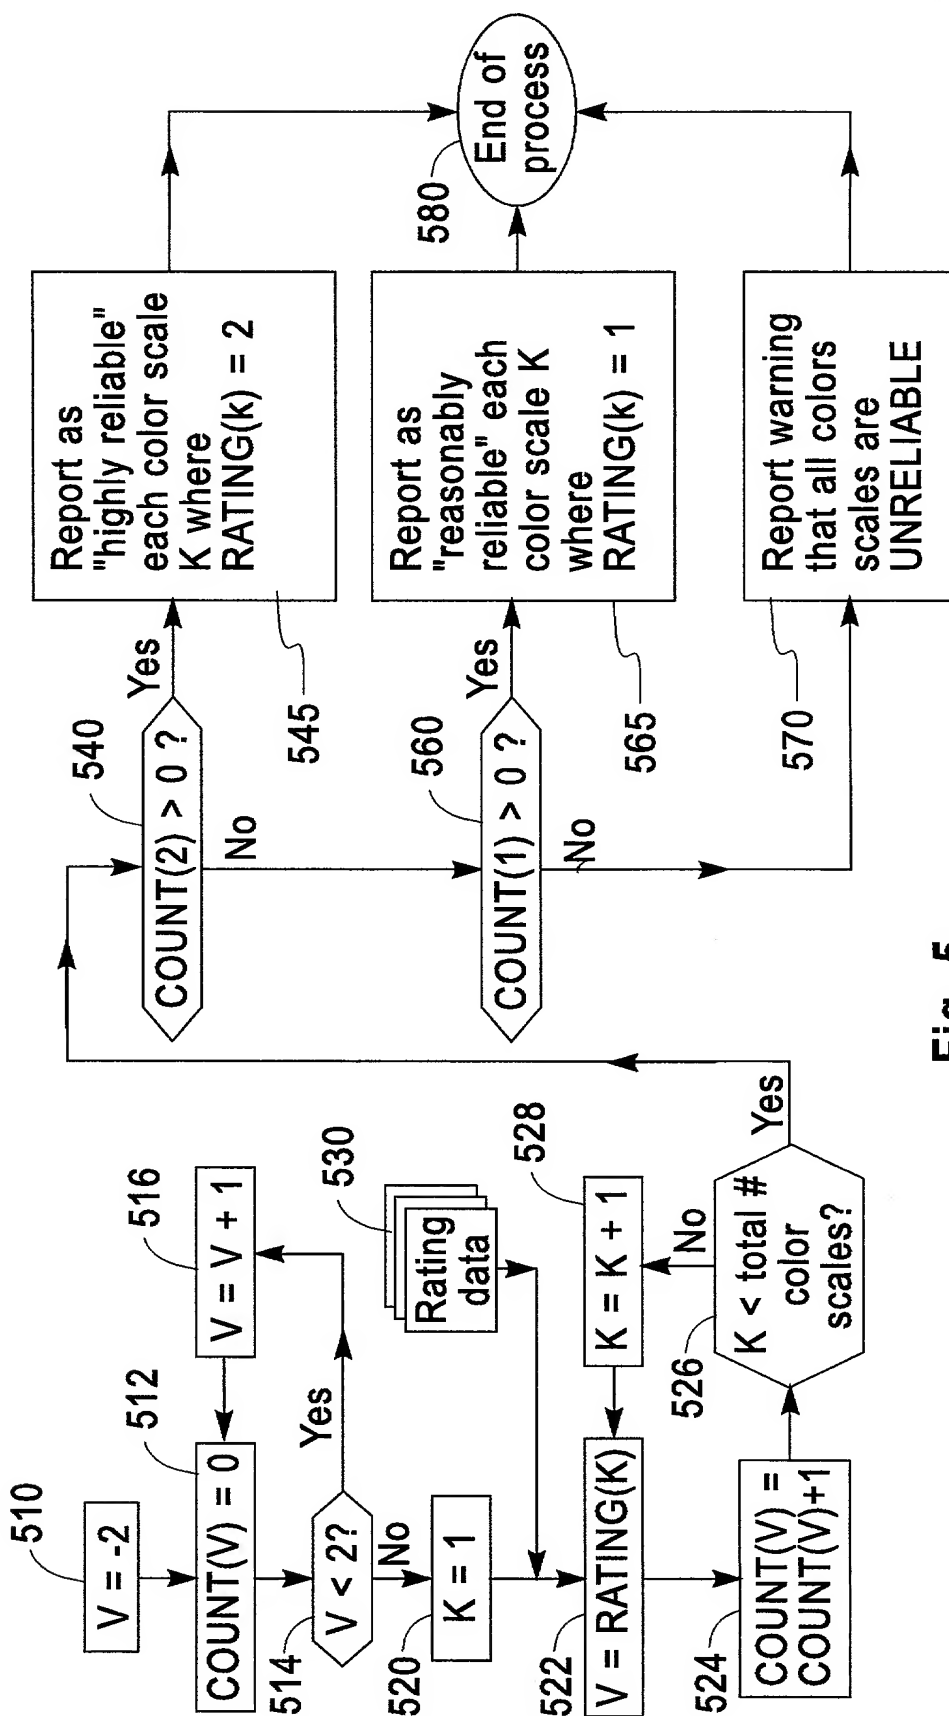 510
V = -2
512
COUNT(V) = 0
516
V = V + 1
514
V < 2?
Yes
No
520
K = 1
530
Rating
data
522
V = RATING(K)
528
K = K + 1
524
COUNT(V) =
COUNT(V)+1
526
K < total #
color
scales?
No
Yes
540
COUNT(2) > 0 ?
Yes
No
545
Report as
"highly reliable"
each color scale
K where
RATING(k) = 2
560
COUNT(1) > 0 ?
Yes
No
565
Report as
"reasonably
reliable" each
color scale K
where
RATING(k) = 1
570
Report warning
that all colors
scales are
UNRELIABLE
580
End of
process
Fig. 5